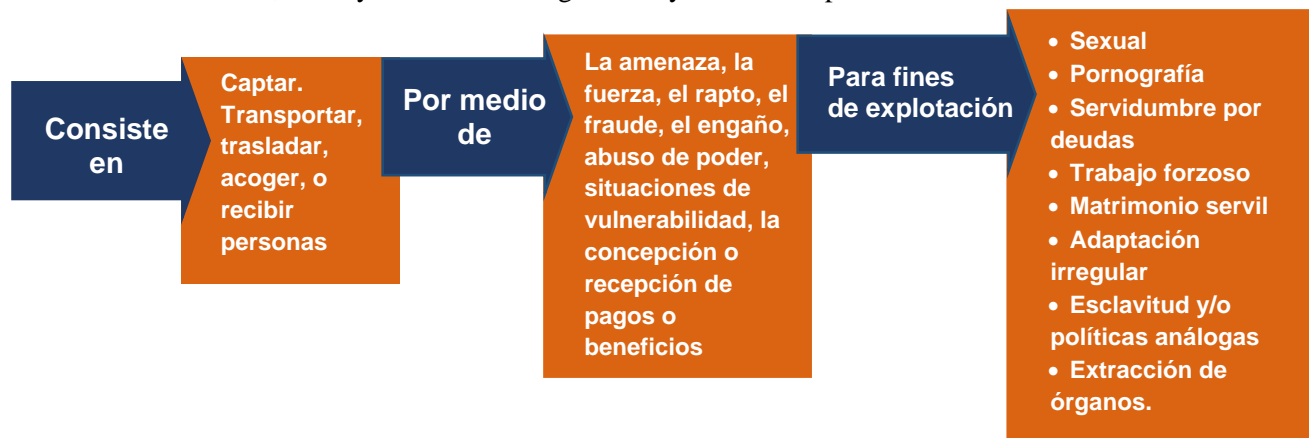 Consiste
en
Captar.
Transportar,
trasladar,
acoger, o
recibir
personas
Por medio
de
La amenaza, la
fuerza, el rapto, el
fraude, el engaño,
abuso de poder,
situaciones de
vulnerabilidad, la
concepción o
recepción de
pagos o
beneficios
Para fines
de explotación
• Sexual
• Pornografía
• Servidumbre por
deudas
• Trabajo forzoso
• Matrimonio servil
• Adaptación
irregular
• Esclavitud y/o
políticas análogas
• Extracción de
órganos.